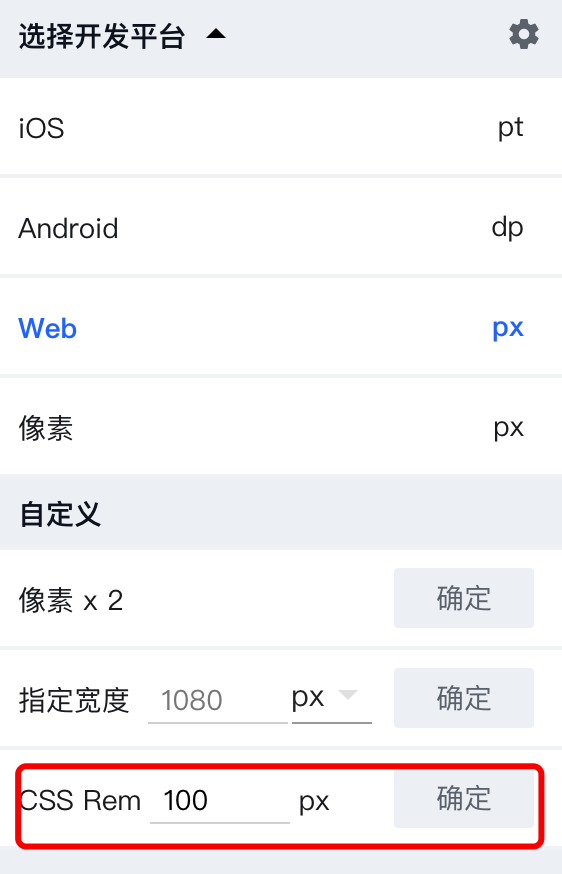 选择开发平台
iOS pt
Android dp
Web px
像素 px
自定义
像素 x 2 确定
指定宽度 1080 px 确定
CSS Rem 100 px 确定